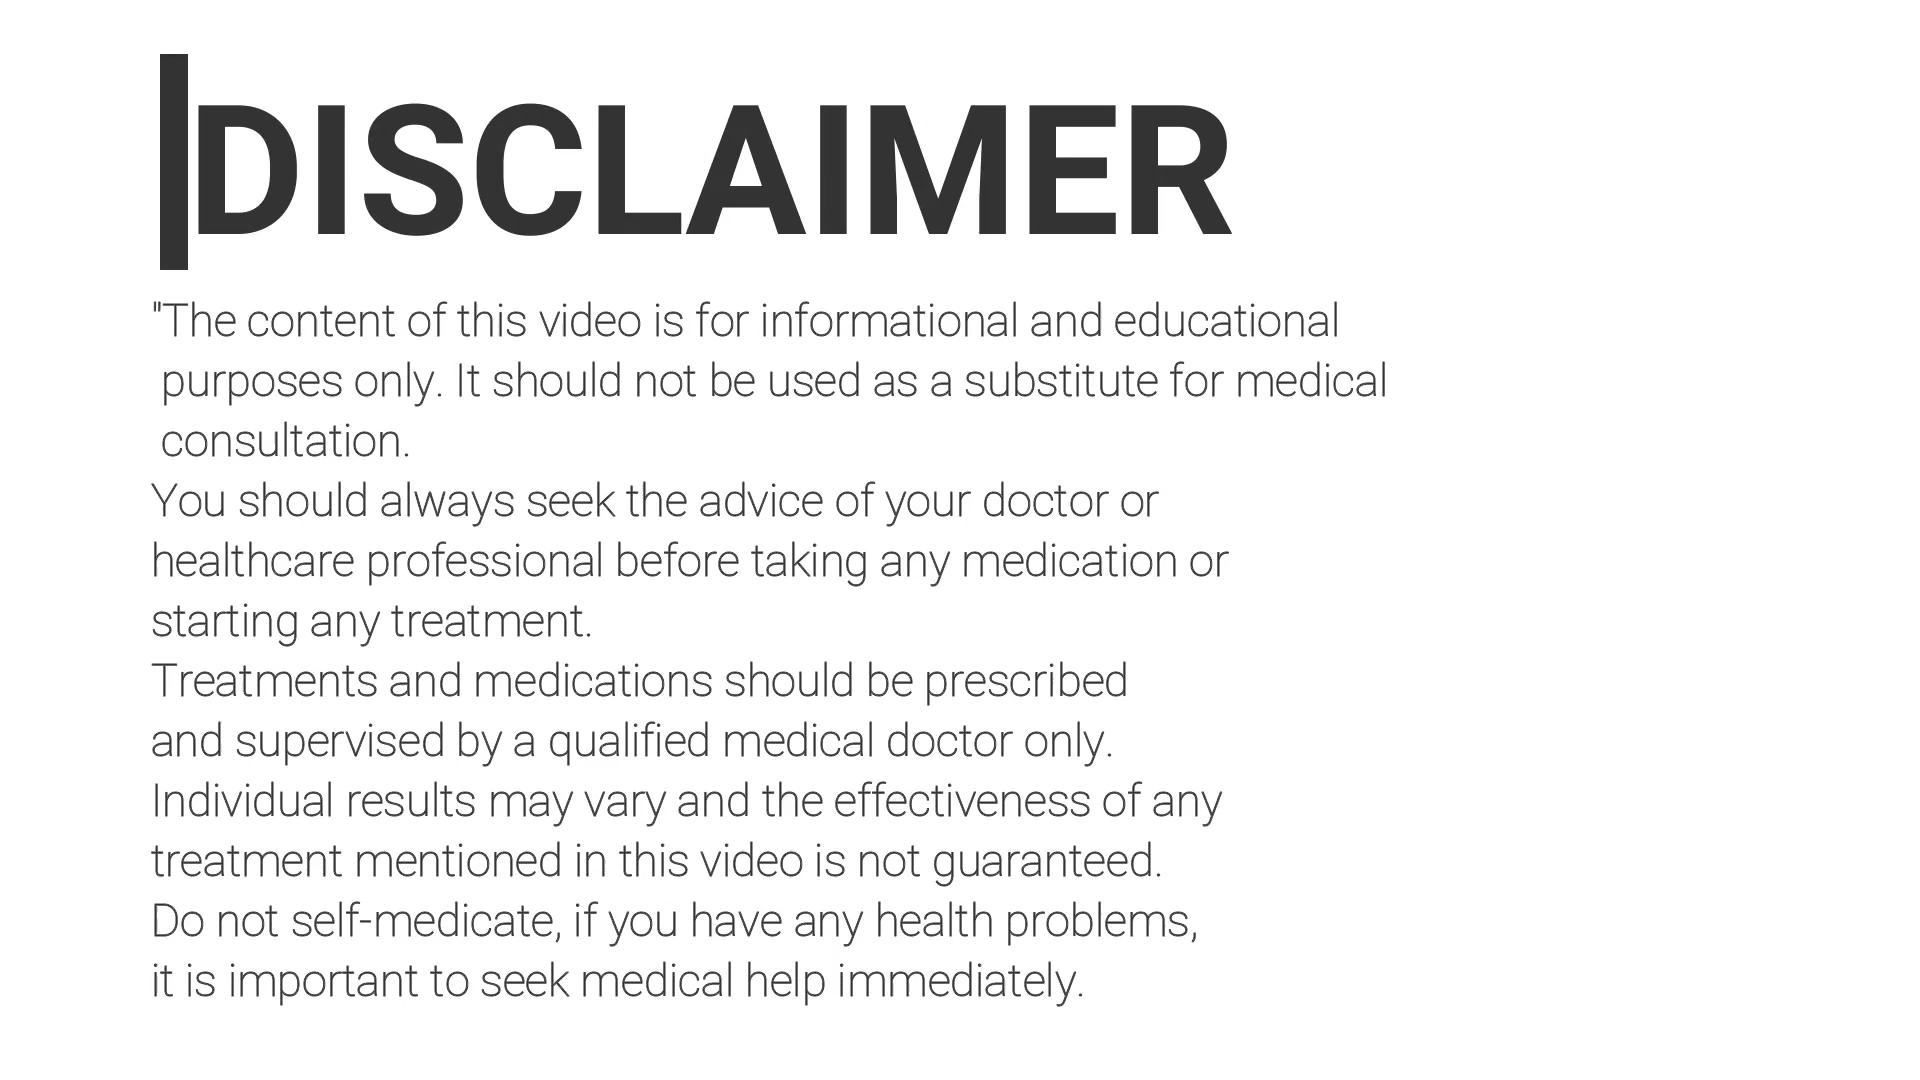 DISCLAIMER
"The content of this video is for informational and educational
purposes only. It should not be used as a substitute for medical
consultation.
You should always seek the advice of your doctor or
healthcare professional before taking any medication or
starting any treatment.
Treatments and medications should be prescribed
and supervised by a qualified medical doctor only.
Individual results may vary and the effectiveness of any
treatment mentioned in this video is not guaranteed.
Do not self-medicate, if you have any health problems,
it is important to seek medical help immediately.